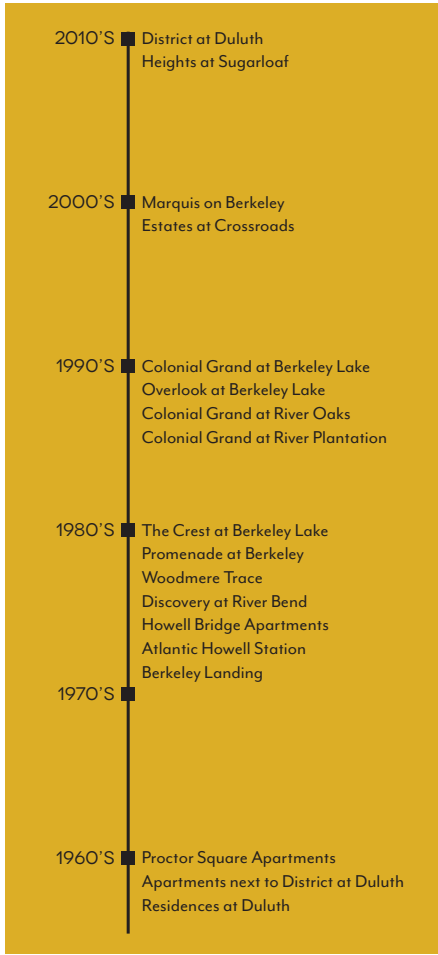 2010'S
District at Duluth
Heights at Sugarloaf
2000'S
Marquis on Berkeley
Estates at Crossroads
1990'S
Colonial Grand at Berkeley Lake
Overlook at Berkeley Lake
Colonial Grand at River Oaks
Colonial Grand at River Plantation
1980'S
The Crest at Berkeley Lake
Promenade at Berkeley
Woodmere Trace
Discovery at River Bend
Howell Bridge Apartments
Atlantic Howell Station
Berkeley Landing
1970'S
1960'S
Proctor Square Apartments
Apartments next to District at Duluth
Residences at Duluth